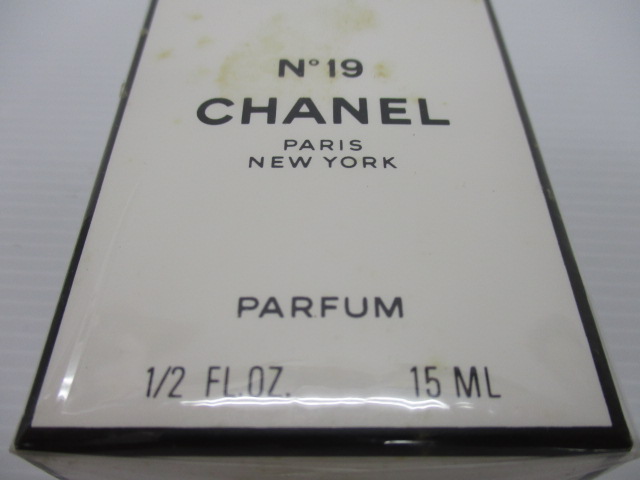 N°19
CHANEL
PARIS
NEW YORK
PARFUM
1/2 FL.OZ. 15 ML